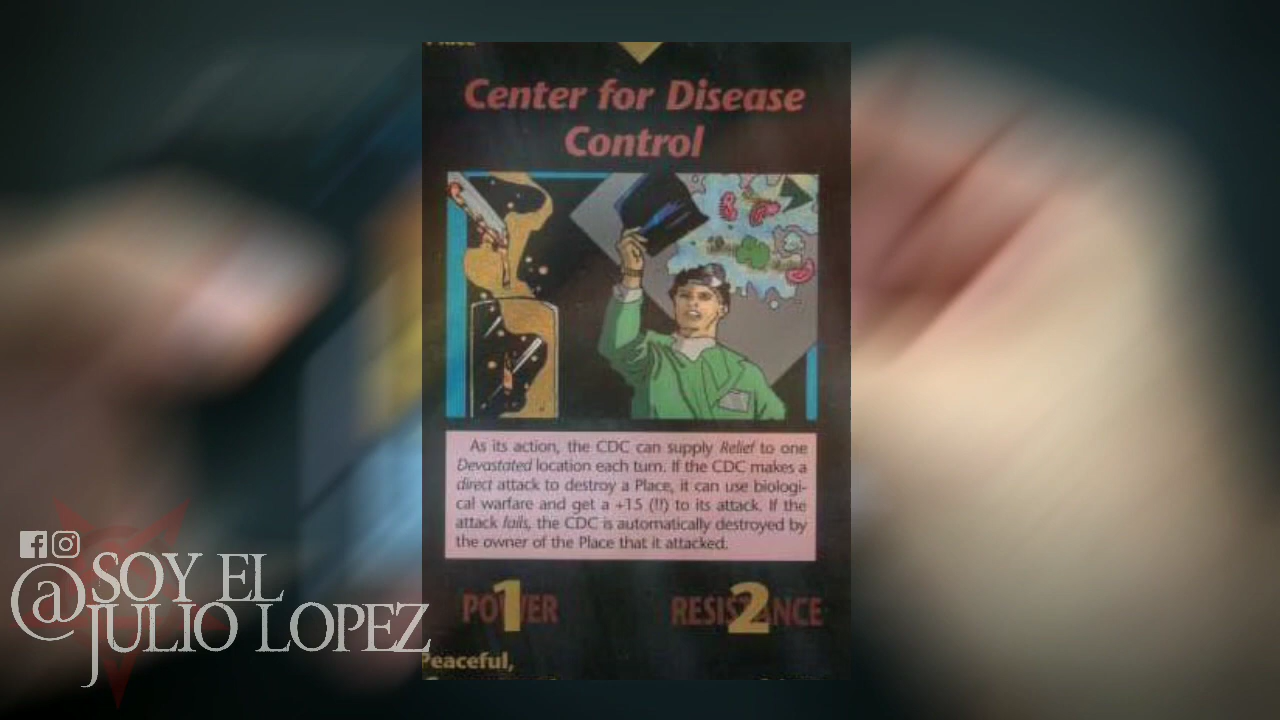 Center for Disease
Control
As its action, the CDC can supply Relief to one
Devastated location each turn. If the CDC makes a
direct attack to destroy a Place, it can use biologi-
cal warfare and get a +15 (!!) to its attack. If the
attack fails, the CDC is automatically destroyed by
the owner of the Place that it attacked.
POWER 1
RESISTANCE 2
Peaceful,
@SOY EL
JULIO LOPEZ